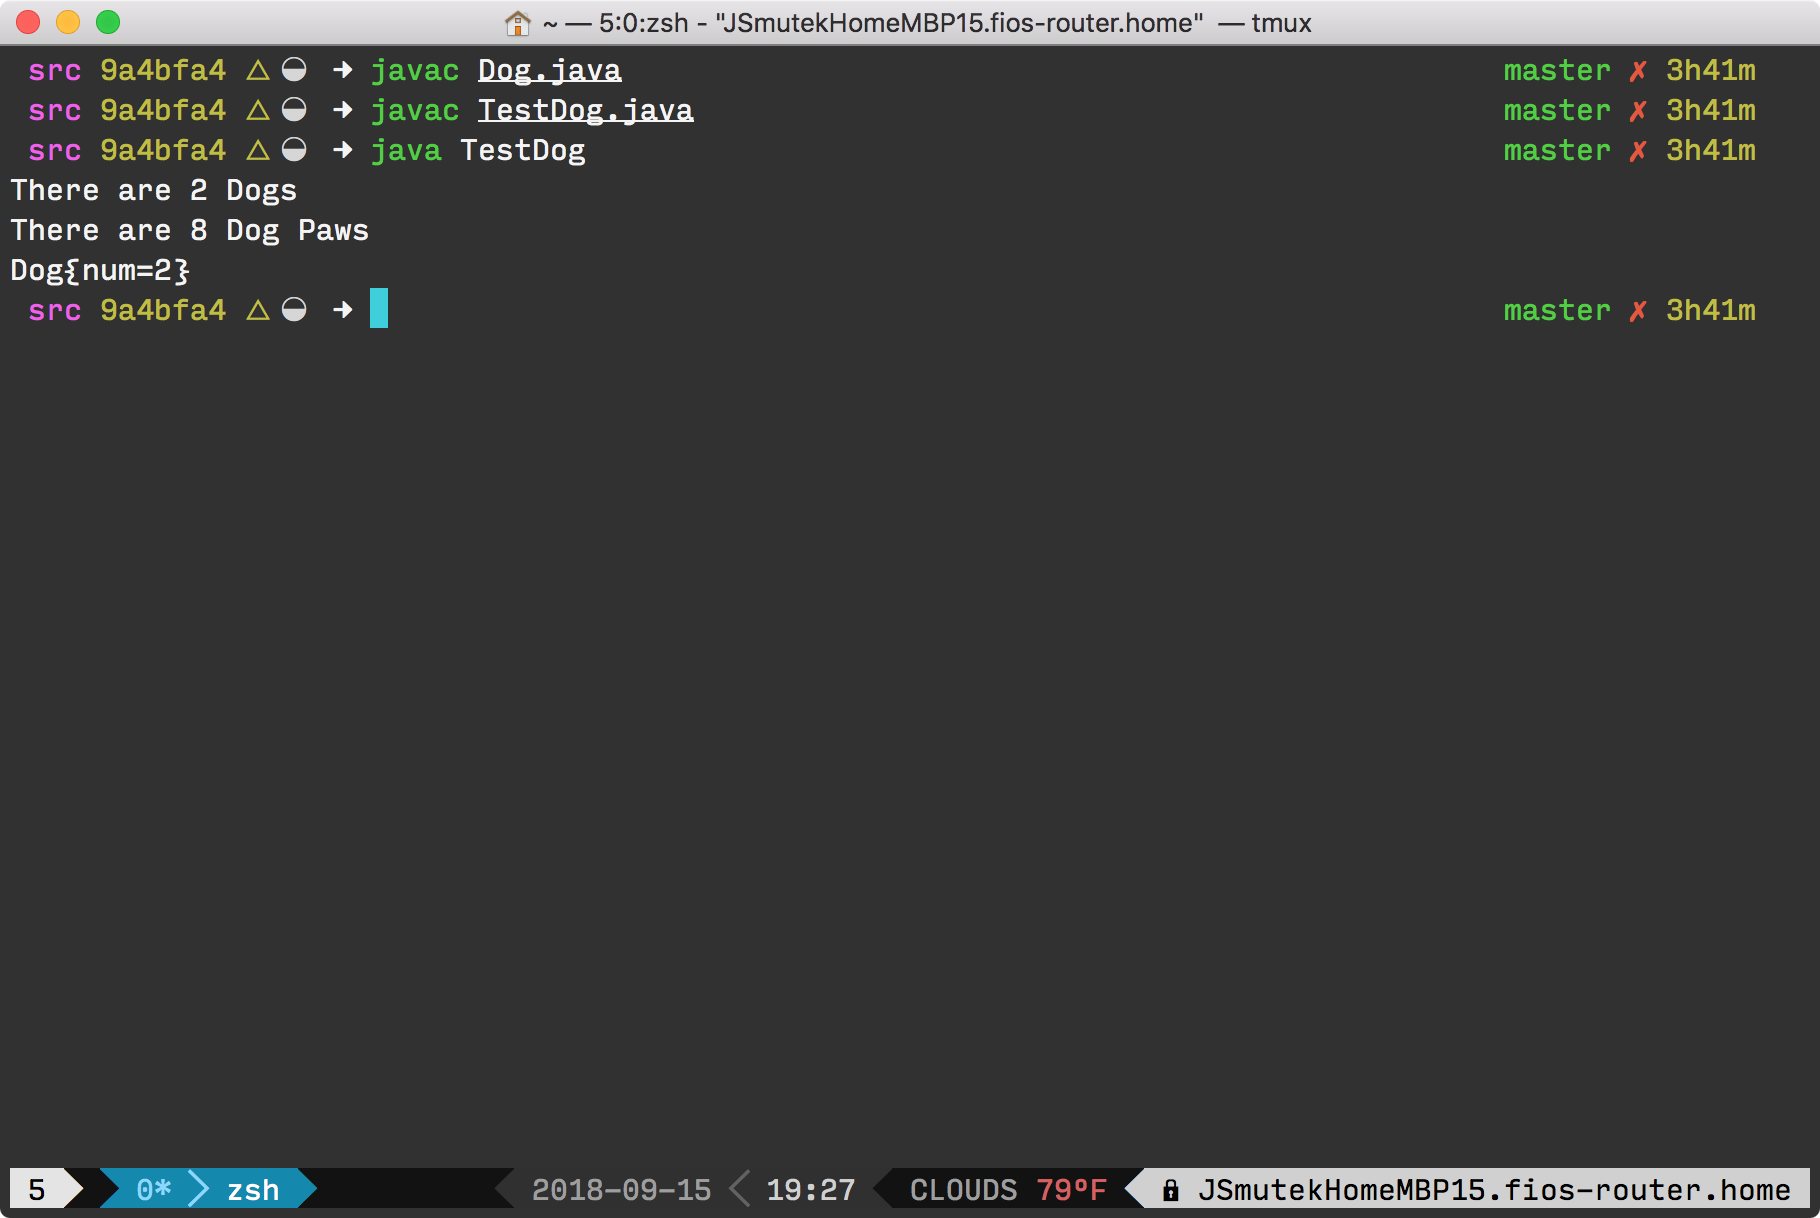 ~ — 5:0:zsh - "JSmutekHomeMBP15.fios-router.home" — tmux
src 9a4bfa4 △ ◒ ➜ javac Dog.java master ✗ 3h41m
src 9a4bfa4 △ ◒ ➜ javac TestDog.java master ✗ 3h41m
src 9a4bfa4 △ ◒ ➜ java TestDog master ✗ 3h41m
There are 2 Dogs
There are 8 Dog Paws
Dog{num=2}
src 9a4bfa4 △ ◒ ➜ master ✗ 3h41m
5 0* zsh 2018-09-15 19:27 CLOUDS 79ºF JSmutekHomeMBP15.fios-router.home